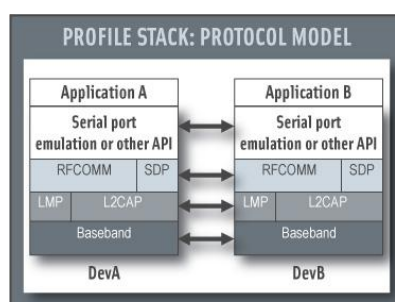 PROFILE STACK: PROTOCOL MODEL
Application A
Serial port
emulation or other API
RFCOMM SDP
LMP L2CAP
Baseband
DevA
Application B
Serial port
emulation or other API
RFCOMM SDP
LMP L2CAP
Baseband
DevB